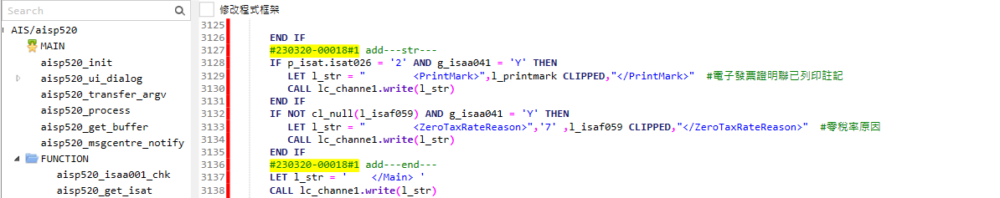 Search
修改程式框架
AIS/aisp520
MAIN
aisp520_init
aisp520_ui_dialog
aisp520_transfer_argv
aisp520_process
aisp520_get_buffer
aisp520_msgcentre_notify
FUNCTION
aisp520_isaa001_chk
aisp520_get_isat
3125
3126 END IF
3127 #230320-00018#1 add---str---
3128 IF p_isat.isat026 = '2' AND g_isaa041 = 'Y' THEN
3129 LET l_str = "        <PrintMark>",l_printmark CLIPPED,"</PrintMark>"  #電子發票證明聯已列印註記
3130 CALL lc_channe1.write(l_str)
3131 END IF
3132 IF NOT cl_null(l_isaf059) AND g_isaa041 = 'Y' THEN
3133 LET l_str = "        <ZeroTaxRateReason>",'7' ,l_isaf059 CLIPPED,"</ZeroTaxRateReason>"  #零稅率原因
3134 CALL lc_channe1.write(l_str)
3135 END IF
3136 #230320-00018#1 add---end---
3137 LET l_str = '    </Main> '
3138 CALL lc_channe1.write(l_str)